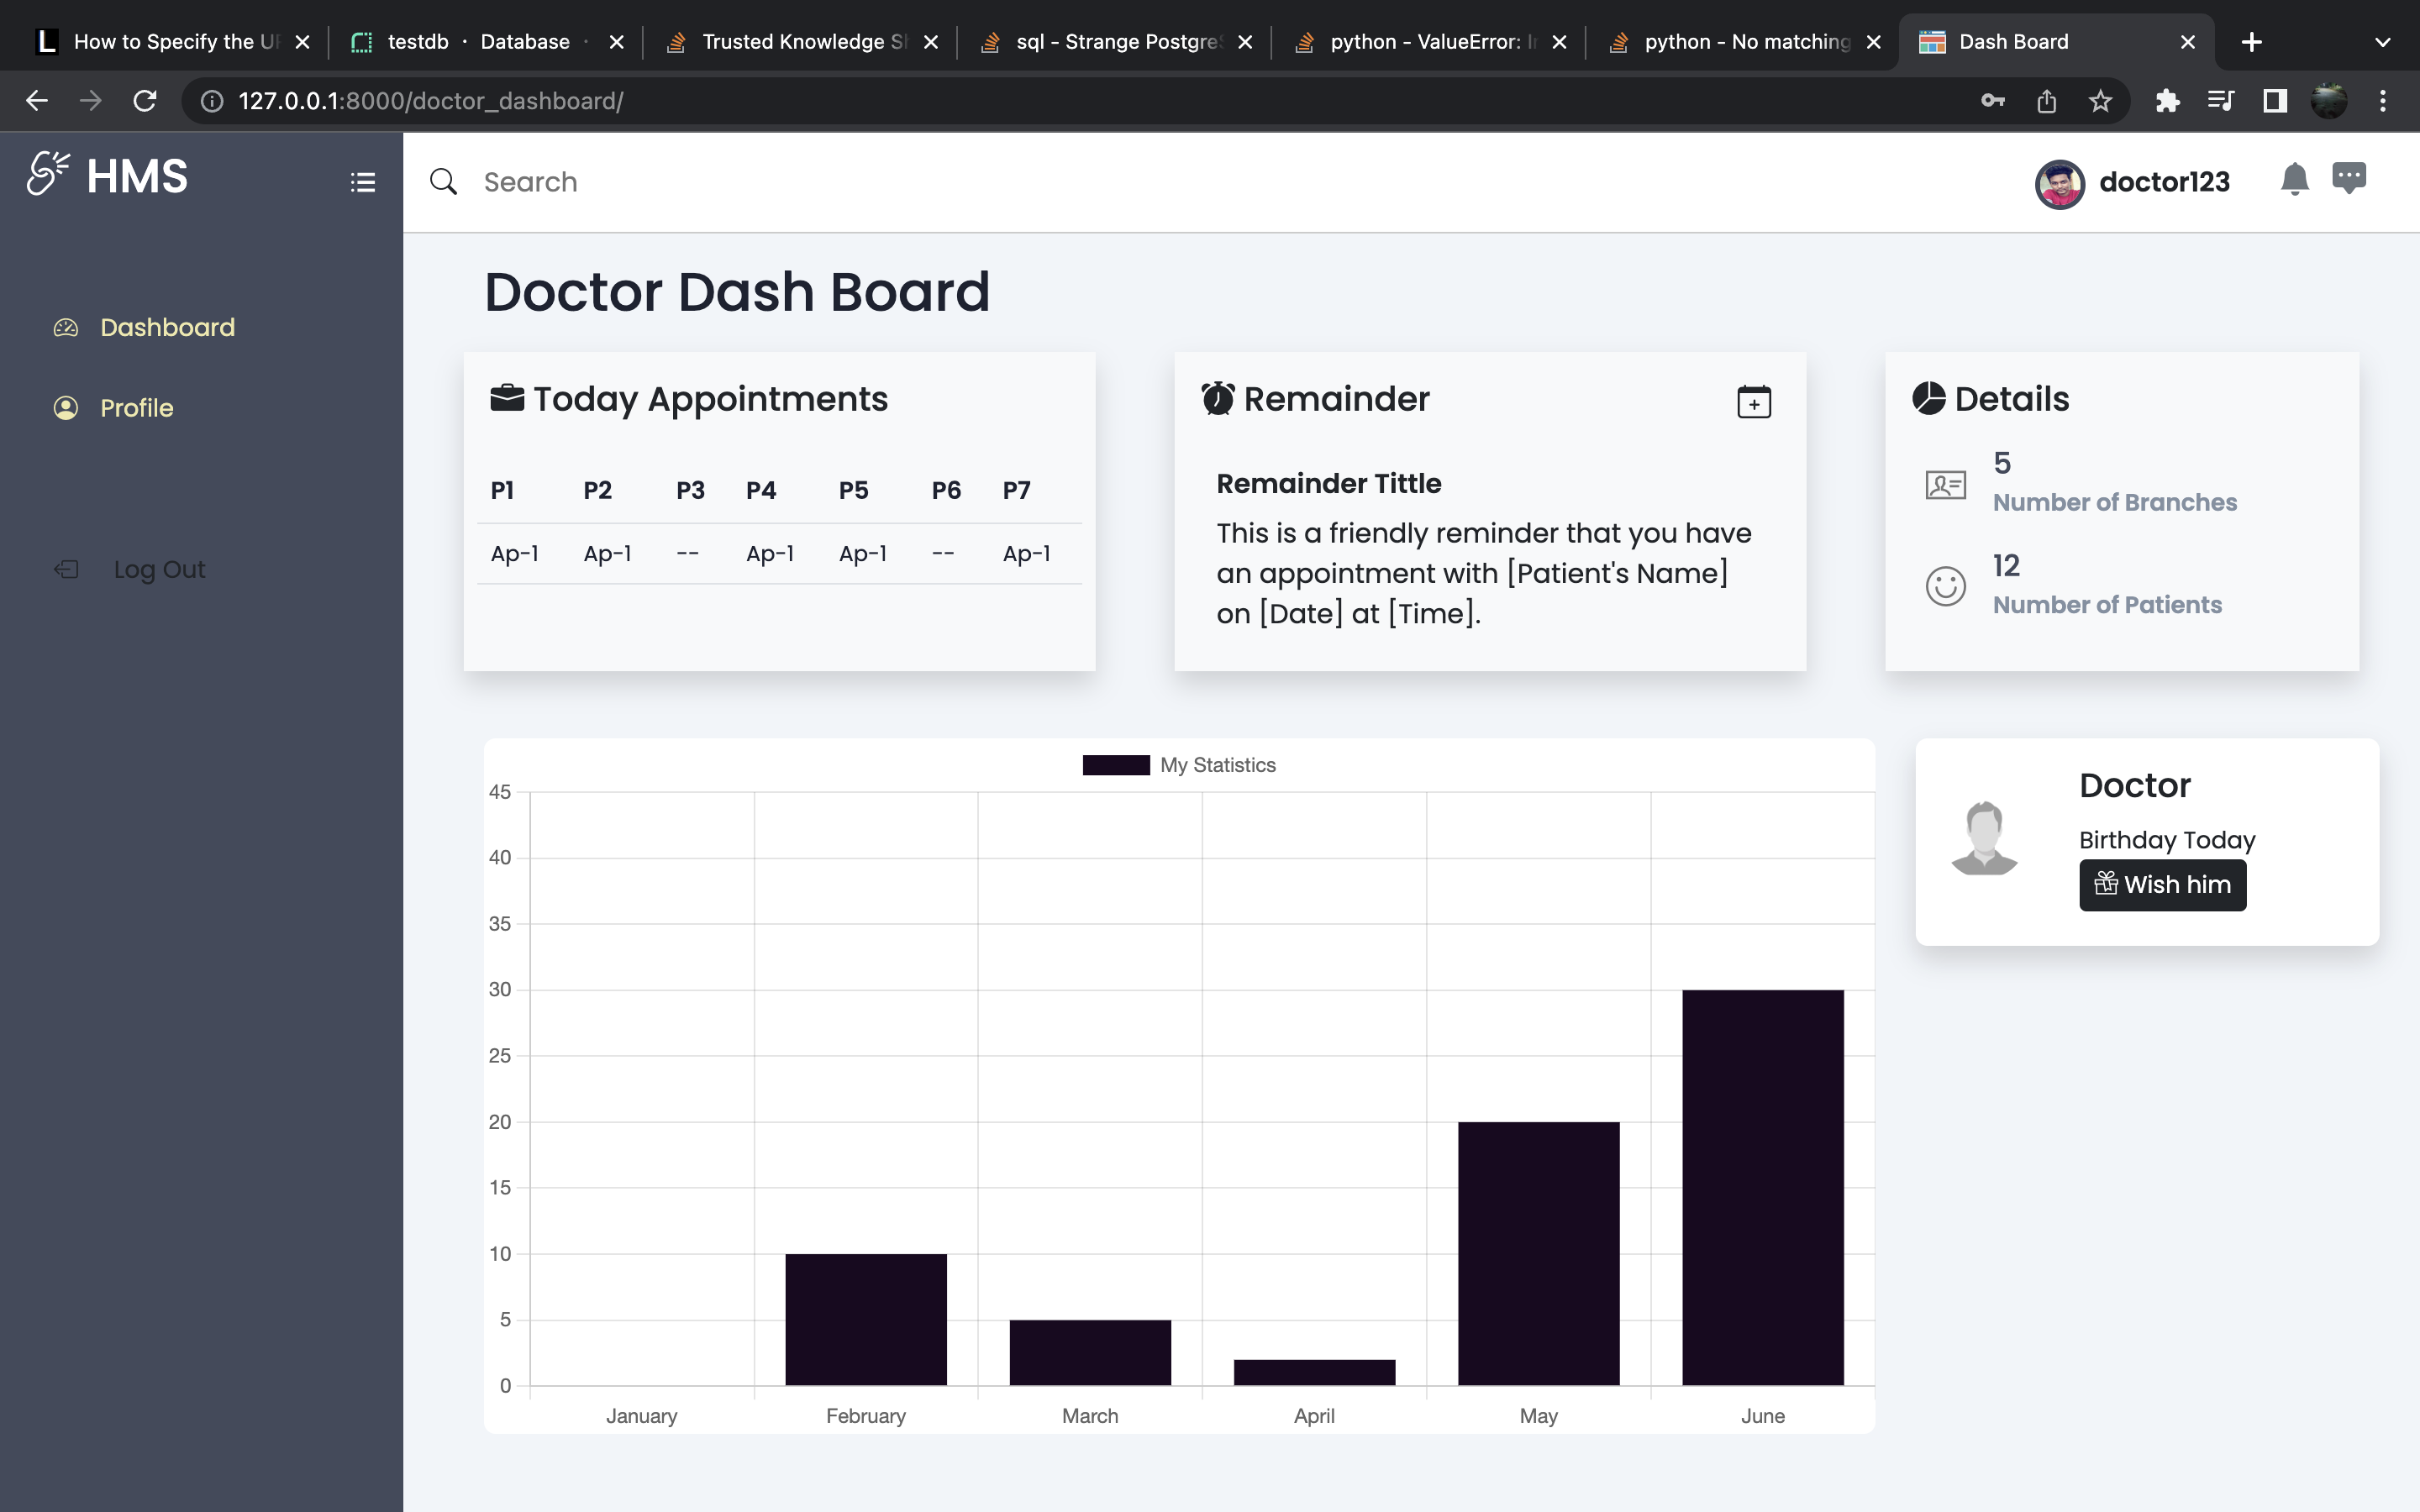 How to Specify the U
testdb · Database ·
Trusted Knowledge S
sql - Strange Postgre
python - ValueError: I
python - No matching
Dash Board
127.0.0.1:8000/doctor_dashboard/
HMS
Search
doctor123
Dashboard
Profile
Log Out
Doctor Dash Board
Today Appointments
P1 P2 P3 P4 P5 P6 P7
Ap-1 Ap-1 -- Ap-1 Ap-1 -- Ap-1
Remainder
Remainder Tittle
This is a friendly reminder that you have
an appointment with [Patient's Name]
on [Date] at [Time].
Details
5
Number of Branches
12
Number of Patients
My Statistics
45
40
35
30
25
20
15
10
5
0
January February March April May June
Doctor
Birthday Today
Wish him